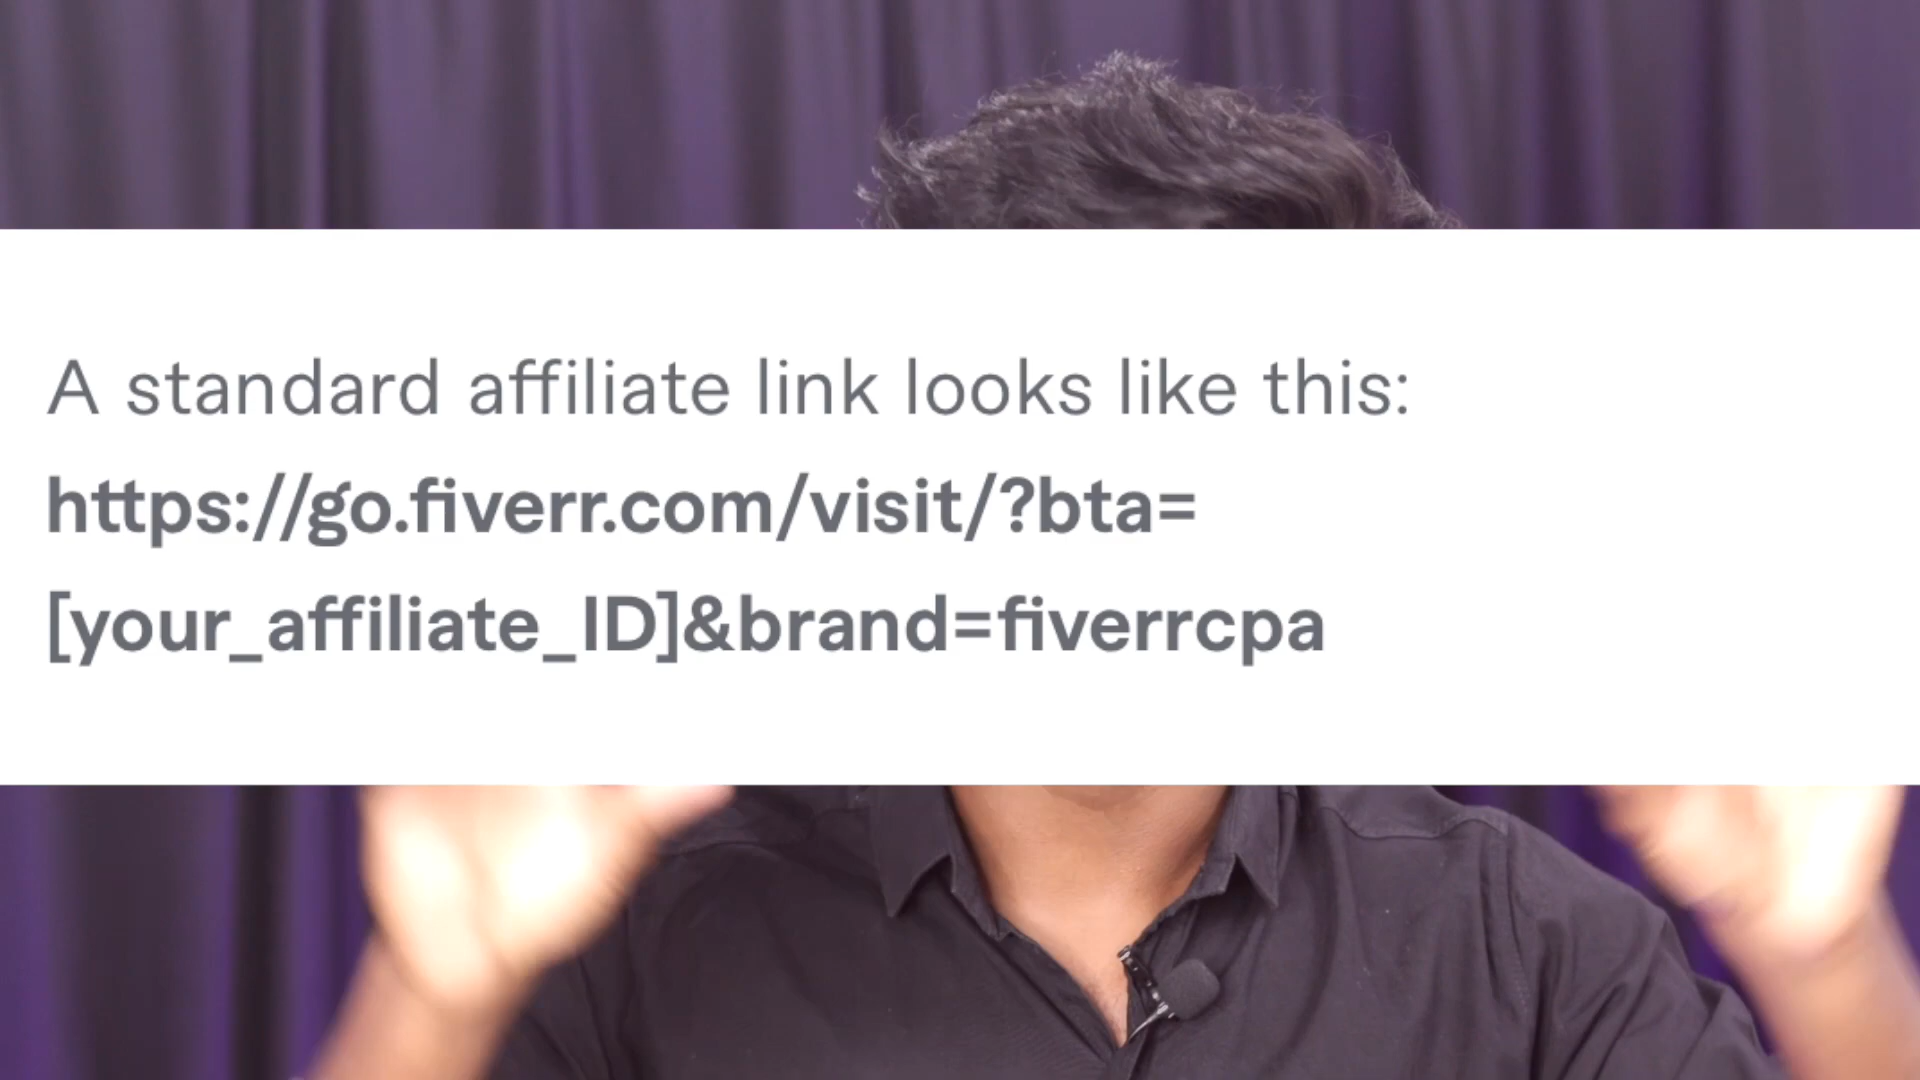 A standard affiliate link looks like this:
https://go.fiverr.com/visit/?bta=
[your_affiliate_ID]&brand=fiverrcpa